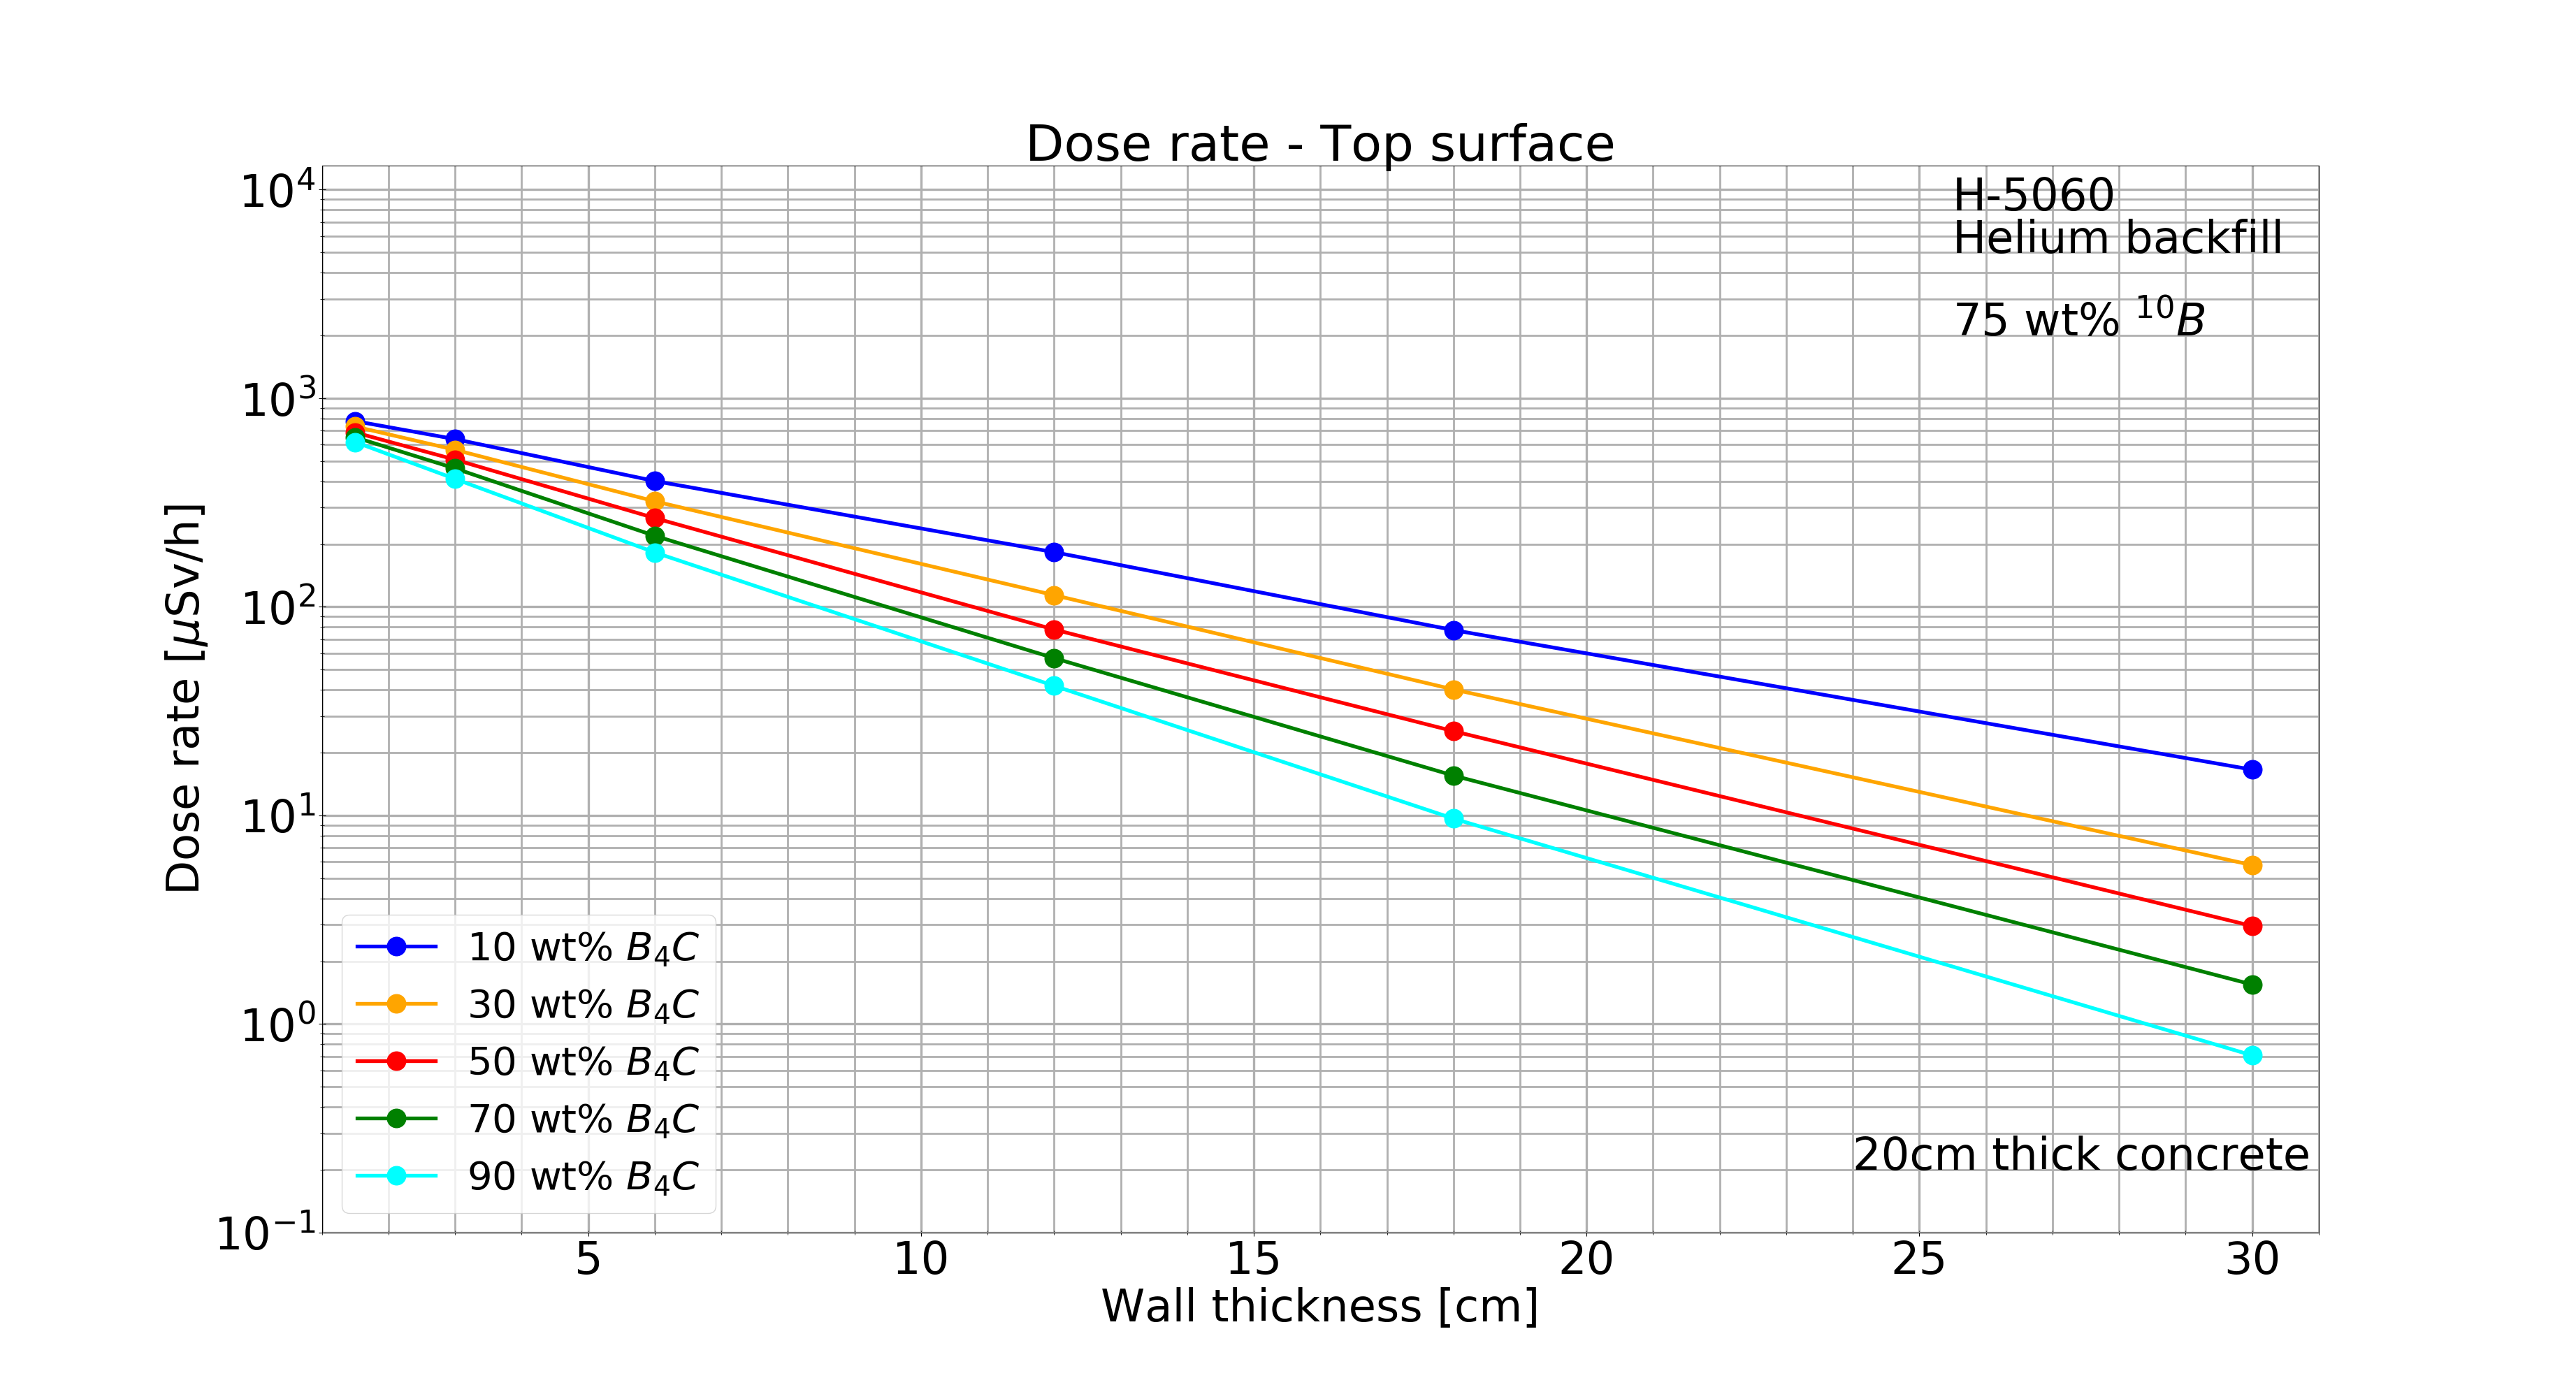 Dose rate - Top surface
H-5060
Helium backfill
75 wt% ¹⁰B
10⁴
10³
10²
10¹
10⁰
10⁻¹
Dose rate [μSv/h]
10 wt% B₄C
30 wt% B₄C
50 wt% B₄C
70 wt% B₄C
90 wt% B₄C
20cm thick concrete
5 10 15 20 25 30
Wall thickness [cm]